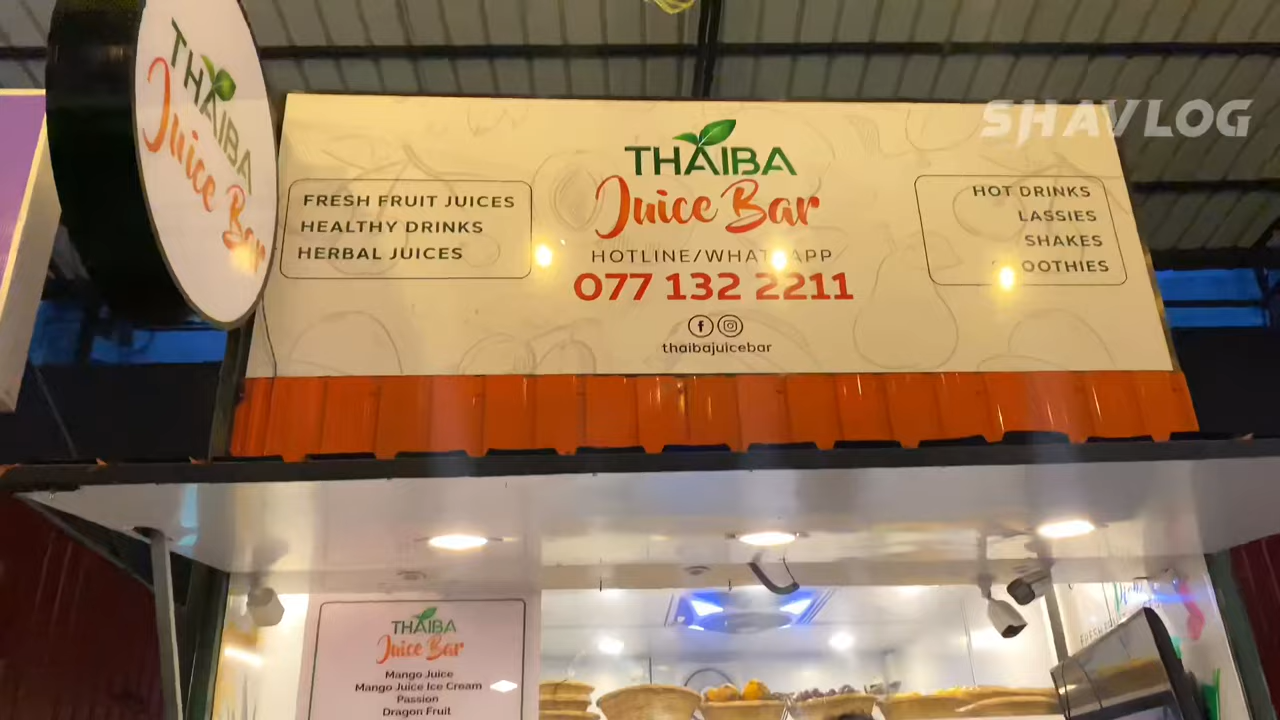 THAIBA
Juice Bar
SHAVLOG
THAIBA
Juice Bar
FRESH FRUIT JUICES
HEALTHY DRINKS
HERBAL JUICES
HOTLINE/WHATSAPP
077 132 2211
thaibajuicebar
HOT DRINKS
LASSIES
SHAKES
THAIBA
Juice Bar
Mango Juice
Mango Juice Ice Cream
Passion
Dragon Fruit